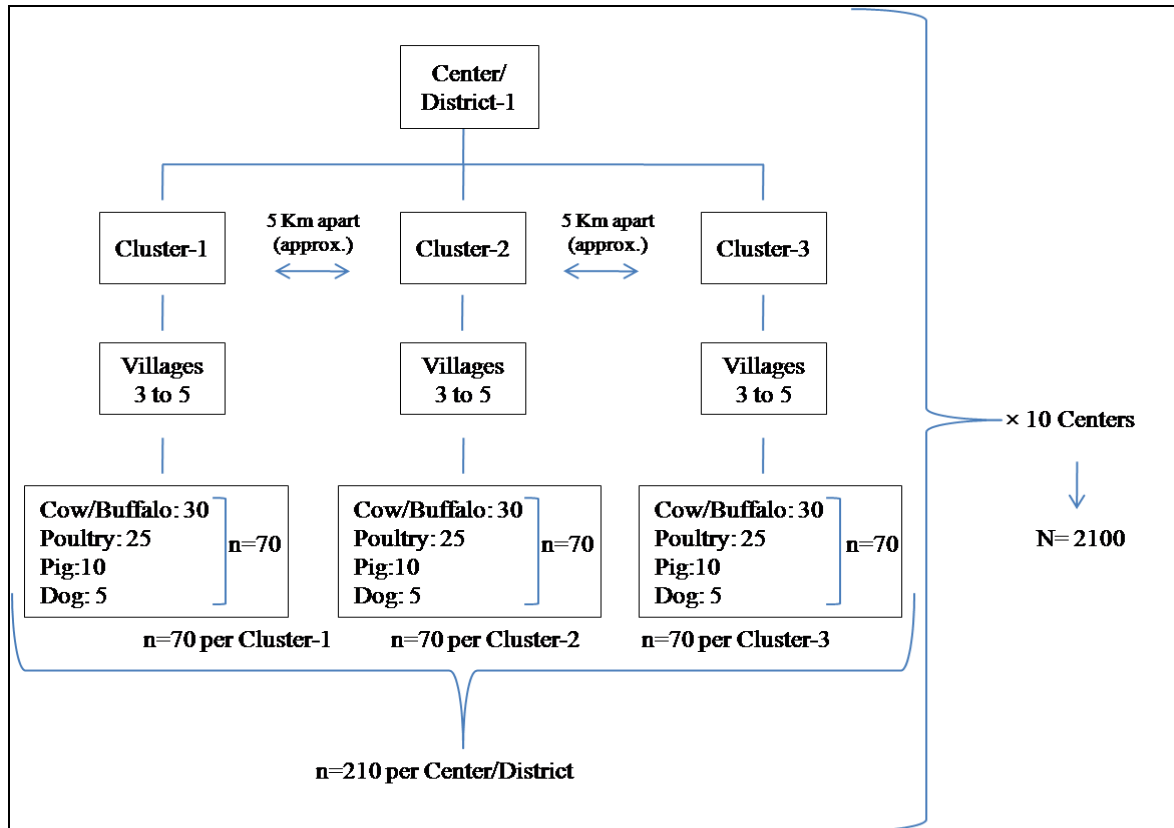 Center/
District-1
5 Km apart
(approx.)
5 Km apart
(approx.)
Cluster-1
Cluster-2
Cluster-3
Villages
3 to 5
Villages
3 to 5
Villages
3 to 5
× 10 Centers
Cow/Buffalo: 30
Poultry: 25
Pig:10
Dog: 5
n=70
Cow/Buffalo: 30
Poultry: 25
Pig:10
Dog: 5
n=70
Cow/Buffalo: 30
Poultry: 25
Pig:10
Dog: 5
n=70
N= 2100
n=70 per Cluster-1
n=70 per Cluster-2
n=70 per Cluster-3
n=210 per Center/District